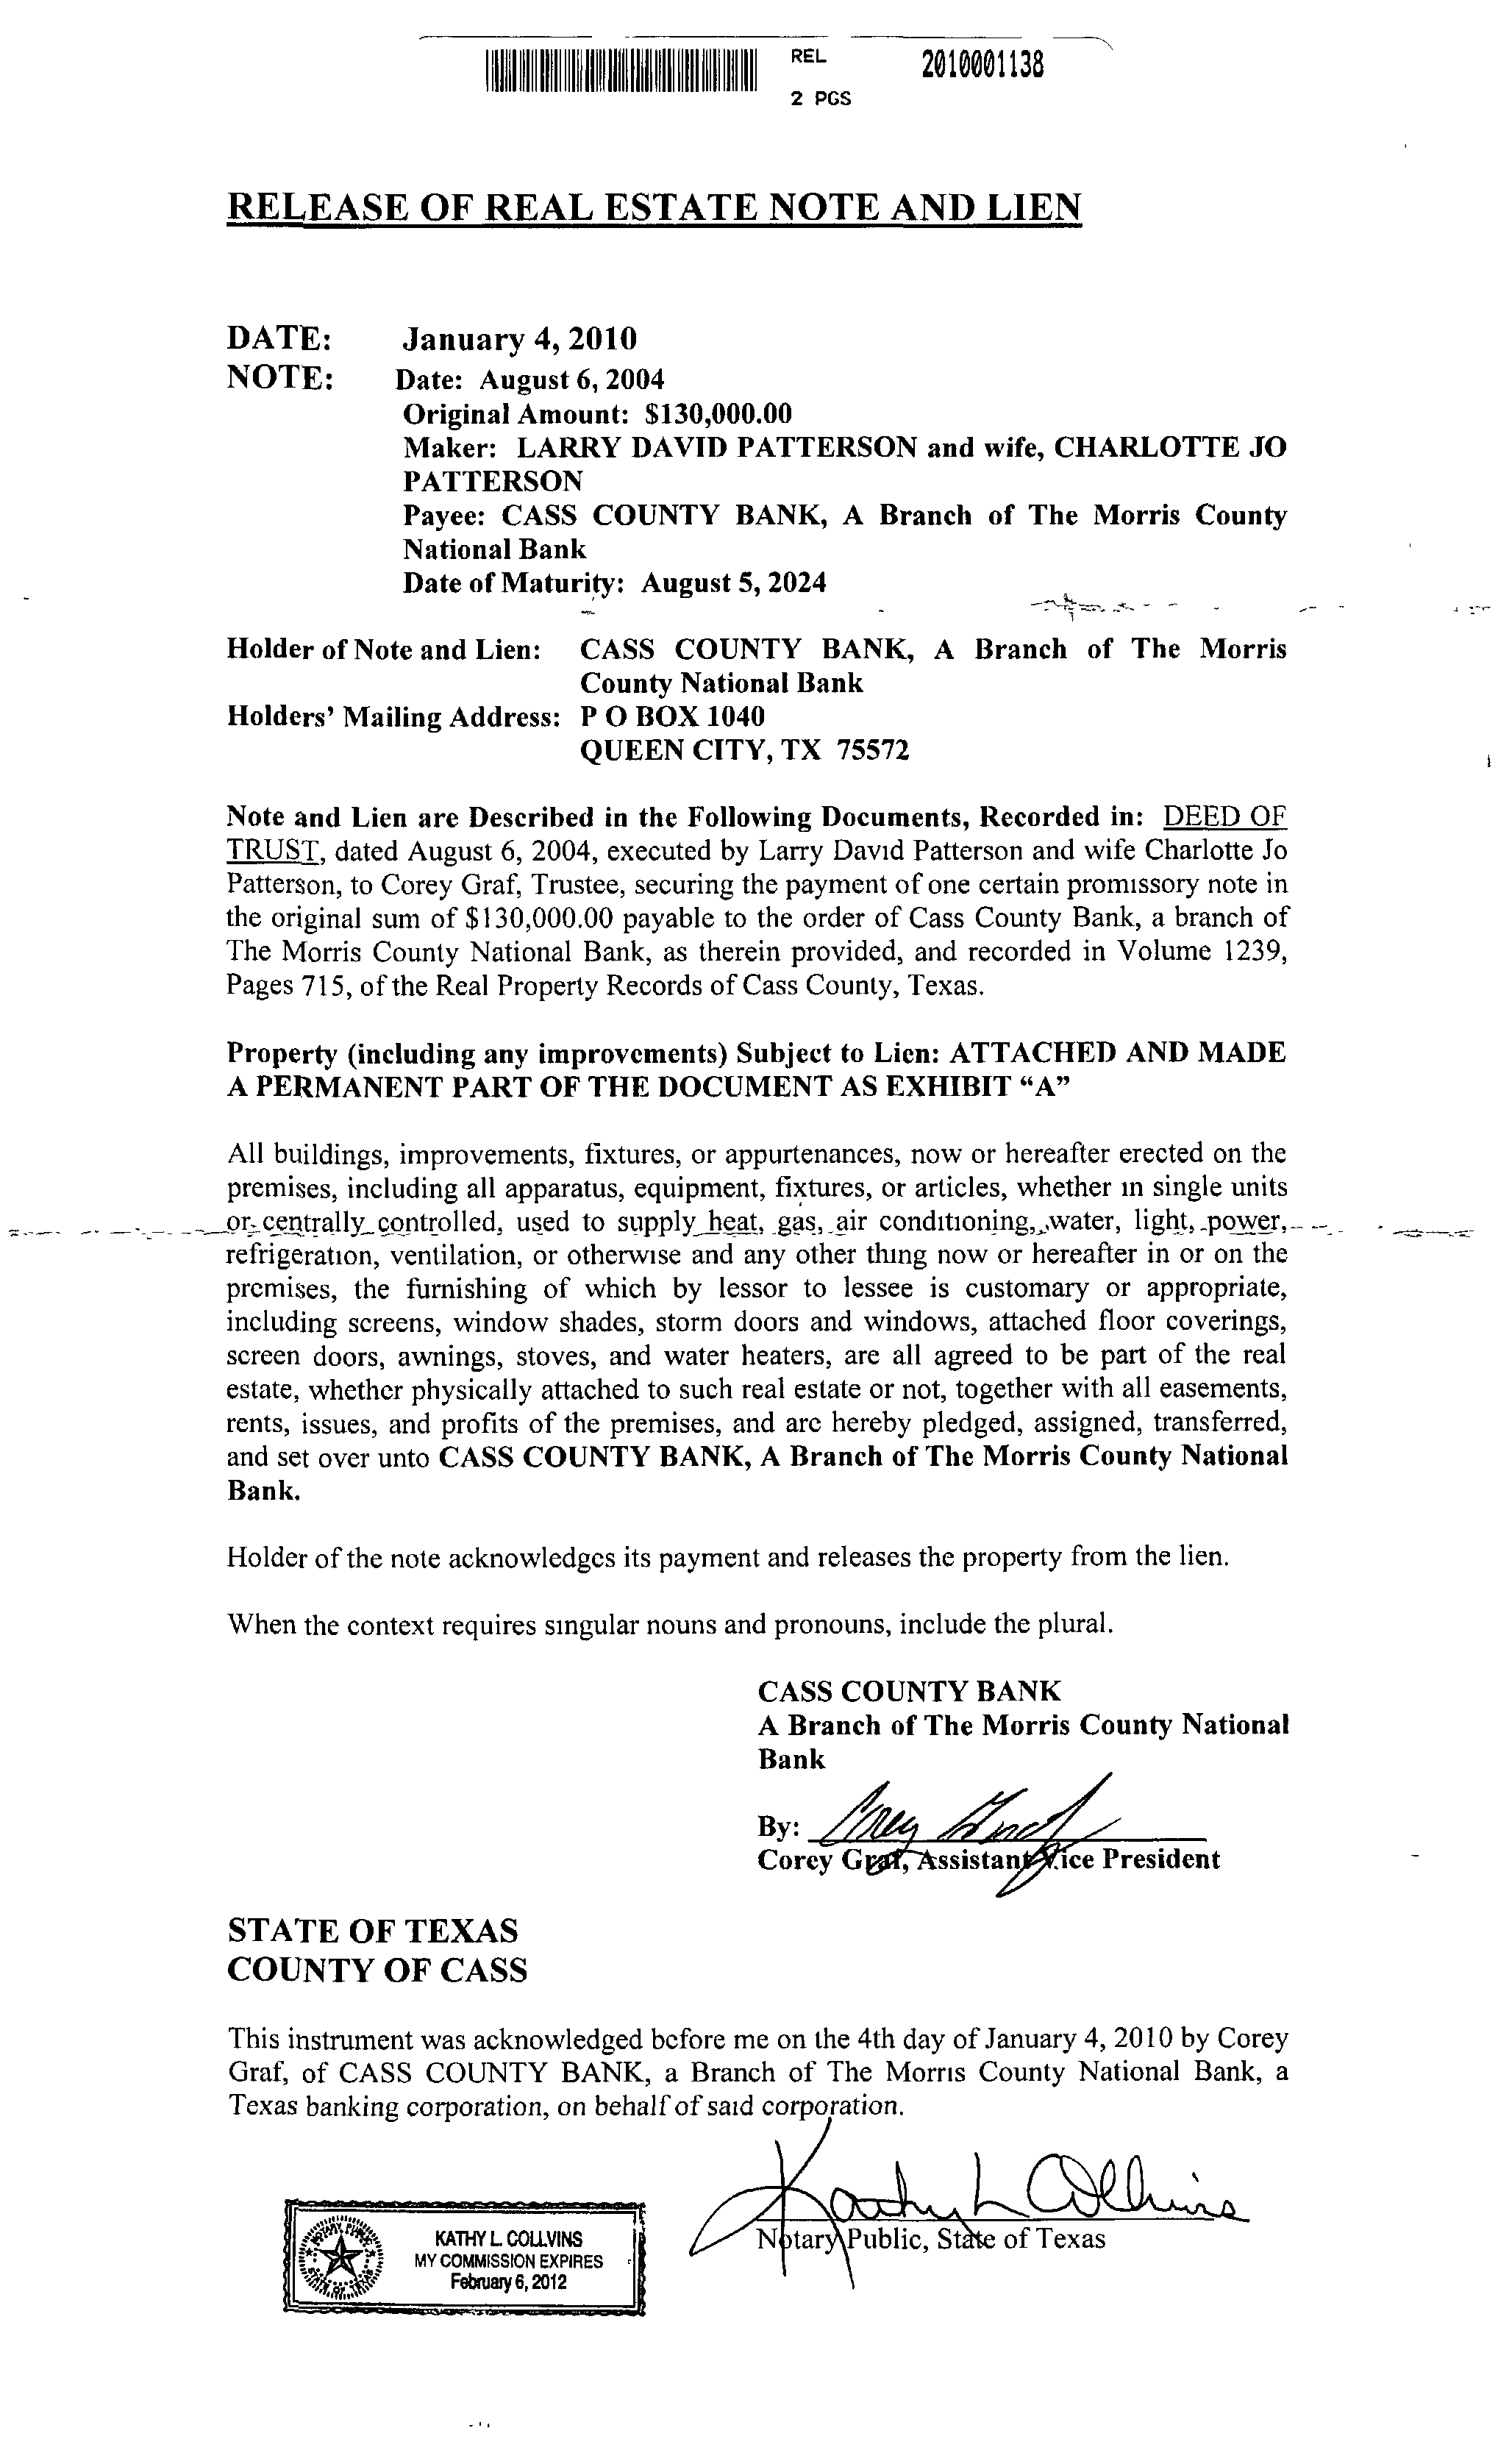 REL 2010001138
2 PGS
RELEASE OF REAL ESTATE NOTE AND LIEN
DATE: January 4, 2010
NOTE: Date: August 6, 2004
Original Amount: $130,000.00
Maker: LARRY DAVID PATTERSON and wife, CHARLOTTE JO
PATTERSON
Payee: CASS COUNTY BANK, A Branch of The Morris County
National Bank
Date of Maturity: August 5, 2024
Holder of Note and Lien: CASS COUNTY BANK, A Branch of The Morris
County National Bank
Holders' Mailing Address: P O BOX 1040
QUEEN CITY, TX 75572
Note and Lien are Described in the Following Documents, Recorded in: DEED OF
TRUST, dated August 6, 2004, executed by Larry David Patterson and wife Charlotte Jo
Patterson, to Corey Graf, Trustee, securing the payment of one certain promissory note in
the original sum of $130,000.00 payable to the order of Cass County Bank, a branch of
The Morris County National Bank, as therein provided, and recorded in Volume 1239,
Pages 715, of the Real Property Records of Cass County, Texas.
Property (including any improvements) Subject to Lien: ATTACHED AND MADE
A PERMANENT PART OF THE DOCUMENT AS EXHIBIT “A”
All buildings, improvements, fixtures, or appurtenances, now or hereafter erected on the
premises, including all apparatus, equipment, fixtures, or articles, whether in single units
or centrally controlled, used to supply heat, gas, air conditioning, water, light, power,
refrigeration, ventilation, or otherwise and any other thing now or hereafter in or on the
premises, the furnishing of which by lessor to lessee is customary or appropriate,
including screens, window shades, storm doors and windows, attached floor coverings,
screen doors, awnings, stoves, and water heaters, are all agreed to be part of the real
estate, whether physically attached to such real estate or not, together with all easements,
rents, issues, and profits of the premises, and are hereby pledged, assigned, transferred,
and set over unto CASS COUNTY BANK, A Branch of The Morris County National
Bank.
Holder of the note acknowledges its payment and releases the property from the lien.
When the context requires singular nouns and pronouns, include the plural.
CASS COUNTY BANK
A Branch of The Morris County National
Bank
By: Corey Graf
Corey Graf, Assistant Vice President
STATE OF TEXAS
COUNTY OF CASS
This instrument was acknowledged before me on the 4th day of January 4, 2010 by Corey
Graf, of CASS COUNTY BANK, a Branch of The Morris County National Bank, a
Texas banking corporation, on behalf of said corporation.
Kathy L Collvins
Notary Public, State of Texas
NOTARY PUBLIC
STATE OF TEXAS
KATHY L. COLLVINS
MY COMMISSION EXPIRES
February 6, 2012